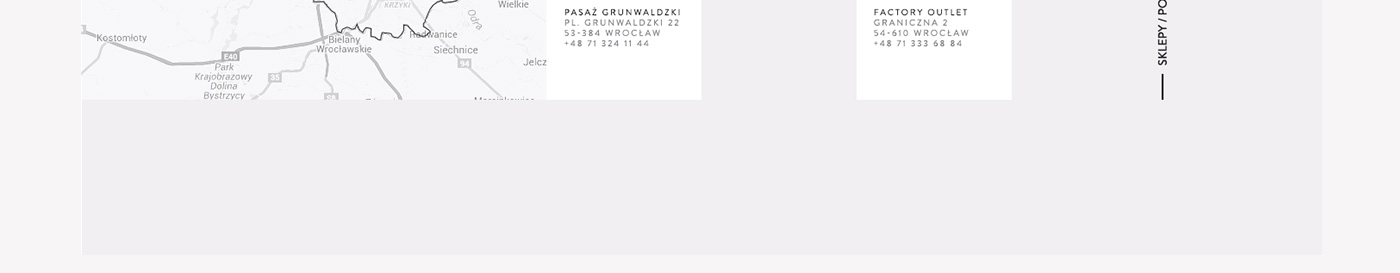 KRZYKI
Odra
Wielkie
Kostomłoty
Bielany
Wrocławskie
Radwanice
Siechnice
E40
94
Park
Krajobrazowy
Dolina
Bystrzycy
35
Jelcz
PASAŻ GRUNWALDZKI
PL. GRUNWALDZKI 22
53-384 WROCŁAW
+48 71 324 11 44
FACTORY OUTLET
GRANICZNA 2
54-610 WROCŁAW
+48 71 333 68 84
SKLEPY / PO